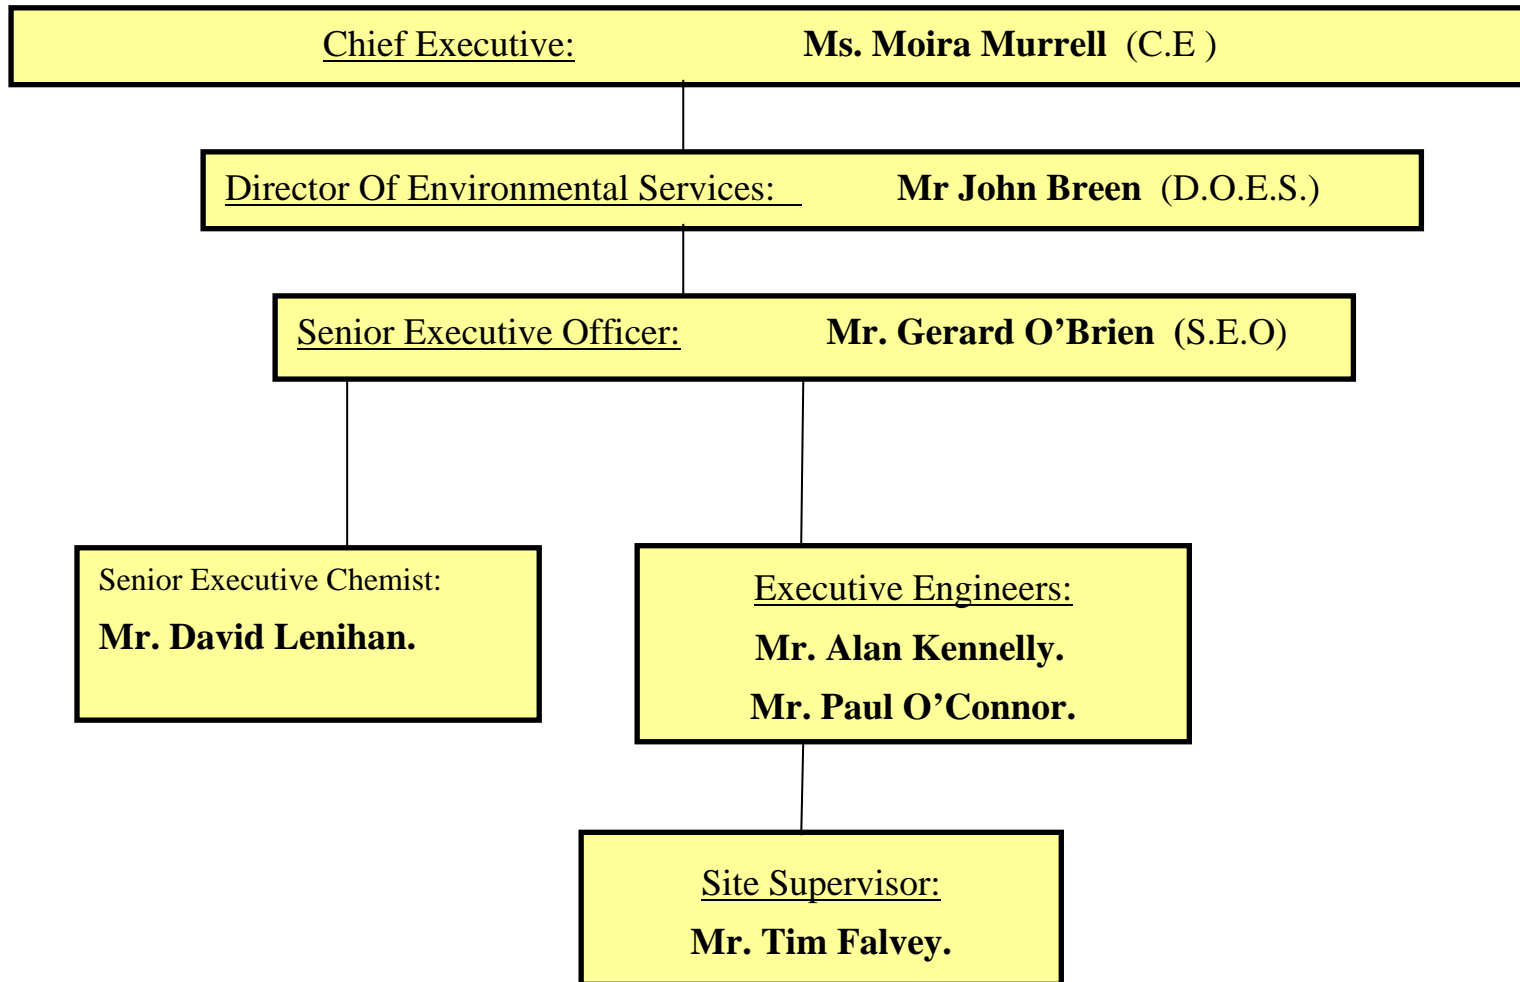 Chief Executive: Ms. Moira Murrell (C.E )
Director Of Environmental Services: Mr John Breen (D.O.E.S.)
Senior Executive Officer: Mr. Gerard O’Brien (S.E.O)
Senior Executive Chemist:
Mr. David Lenihan.
Executive Engineers:
Mr. Alan Kennelly.
Mr. Paul O’Connor.
Site Supervisor:
Mr. Tim Falvey.